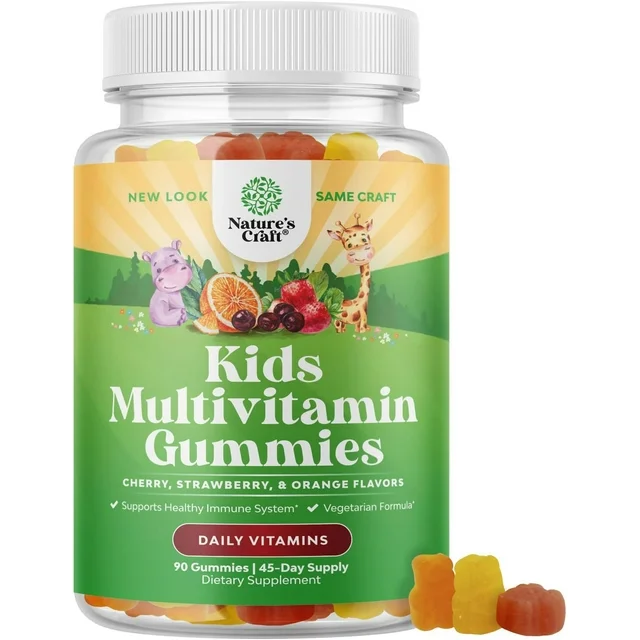 NEW LOOK
Nature's
Craft®
SAME CRAFT
Kids
Multivitamin
Gummies
CHERRY, STRAWBERRY, & ORANGE FLAVORS
✓ Supports Healthy Immune System* ✓ Vegetarian Formula*
DAILY VITAMINS
90 Gummies | 45-Day Supply
Dietary Supplement